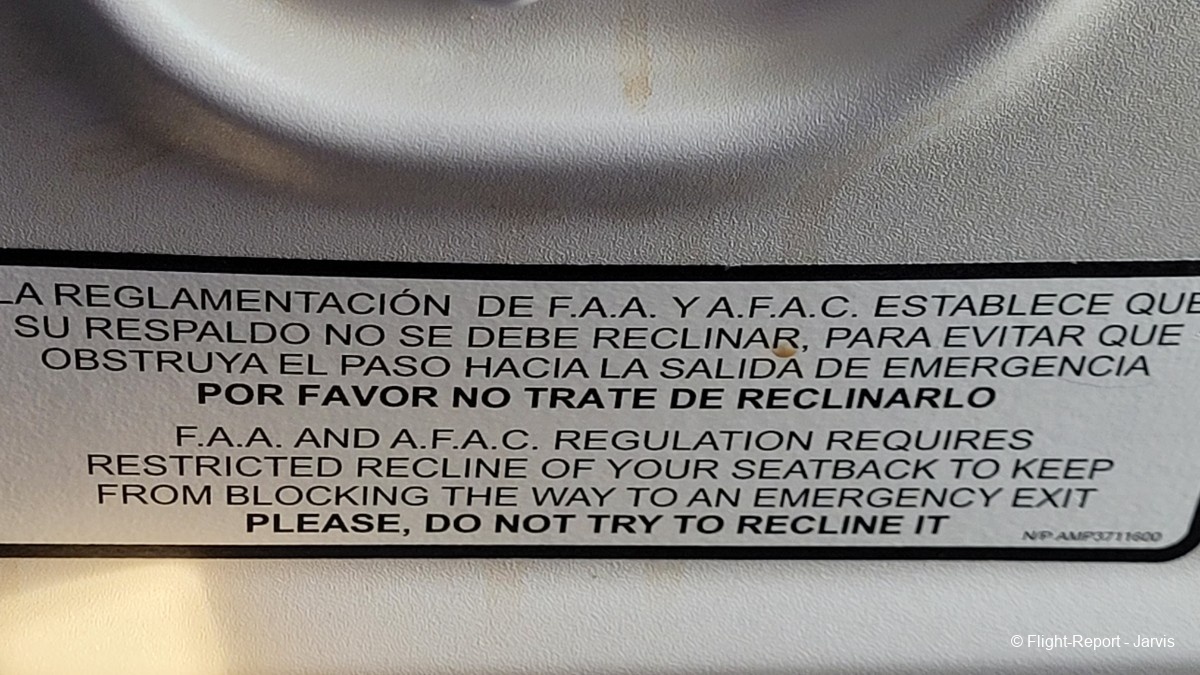 LA REGLAMENTACIÓN DE F.A.A. Y A.F.A.C. ESTABLECE QUE
SU RESPALDO NO SE DEBE RECLINAR, PARA EVITAR QUE
OBSTRUYA EL PASO HACIA LA SALIDA DE EMERGENCIA
POR FAVOR NO TRATE DE RECLINARLO
F.A.A. AND A.F.A.C. REGULATION REQUIRES
RESTRICTED RECLINE OF YOUR SEATBACK TO KEEP
FROM BLOCKING THE WAY TO AN EMERGENCY EXIT
PLEASE, DO NOT TRY TO RECLINE IT
N/P AMP3711600
© Flight-Report - Jarvis